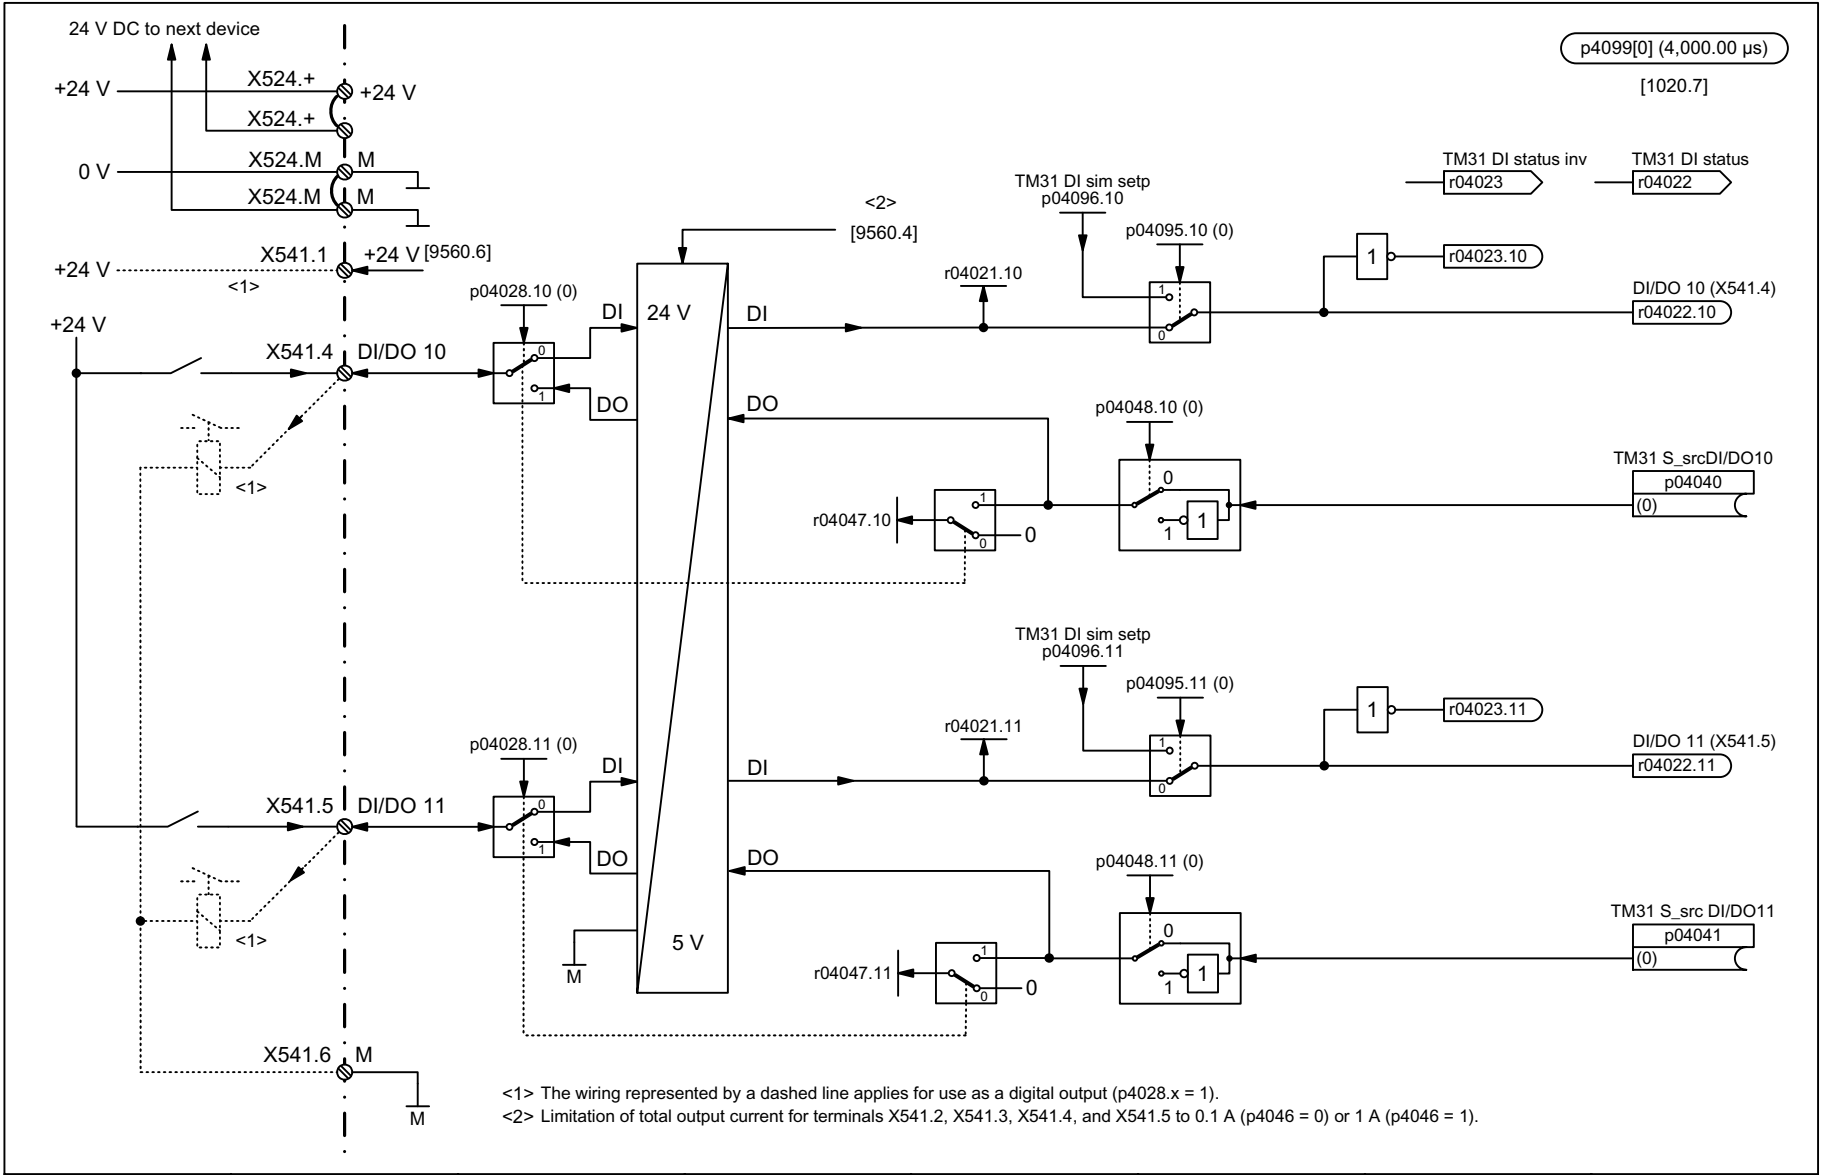 24 V DC to next device
p4099[0] (4,000.00 µs)
[1020.7]
+24 V
X524.+
+24 V
X524.+
0 V
X524.M
M
X524.M
M
TM31 DI status inv
r04023
TM31 DI status
r04022
<2>
[9560.4]
+24 V
X541.1
+24 V
[9560.6]
<1>
+24 V
X541.4
DI/DO 10
p04028.10 (0)
0
1
DI
DO
24 V
DI
r04021.10
TM31 DI sim setp
p04096.10
p04095.10 (0)
1
0
1
r04023.10
DI/DO 10 (X541.4)
r04022.10
<1>
DO
p04048.10 (0)
0
1
1
TM31 S_srcDI/DO10
p04040
(0)
r04047.10
1
0
0
TM31 DI sim setp
p04096.11
p04095.11 (0)
1
0
r04021.11
1
r04023.11
DI/DO 11 (X541.5)
r04022.11
p04028.11 (0)
DI
DI
X541.5
DI/DO 11
0
1
DO
DO
<1>
p04048.11 (0)
0
1
1
TM31 S_src DI/DO11
p04041
(0)
r04047.11
1
0
0
5 V
M
X541.6
M
M
<1> The wiring represented by a dashed line applies for use as a digital output (p4028.x = 1).
<2> Limitation of total output current for terminals X541.2, X541.3, X541.4, and X541.5 to 0.1 A (p4046 = 0) or 1 A (p4046 = 1).